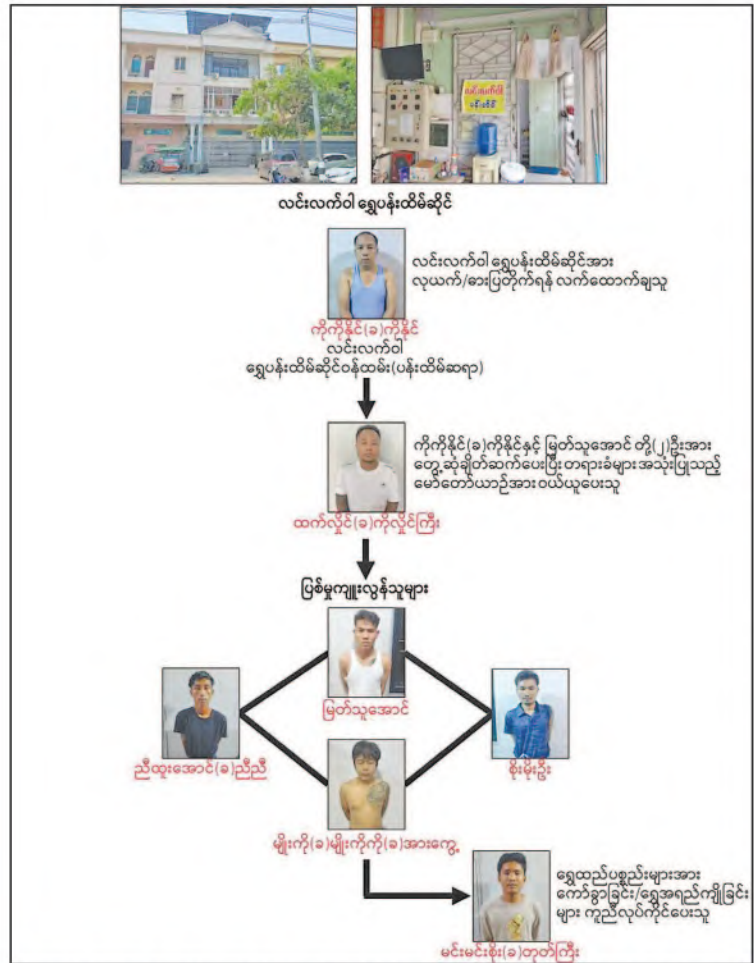 လင်းလက်ဝါ
ပန်းထိမ်
လင်းလက်ဝါ ရွှေပန်းထိမ်ဆိုင်
လင်းလက်ဝါ ရွှေပန်းထိမ်ဆိုင်အား
လုယက်/ဓားပြတိုက်ရန် လက်ထောက်ချသူ
ကိုကိုနိုင်(ခ)ကိုနိုင်
လင်းလက်ဝါ
ရွှေပန်းထိမ်ဆိုင်ဝန်ထမ်း(ပန်းထိမ်ဆရာ)
ကိုကိုနိုင်(ခ)ကိုနိုင်နှင့် မြတ်သူအောင် တို့(၂)ဦးအား
တွေ့ဆုံချိတ်ဆက်ပေးပြီး တရားခံများ အသုံးပြုသည့်
မော်တော်ယာဉ်အား ဝယ်ယူပေးသူ
ထက်လှိုင်(ခ)ကိုလှိုင်ကြီး
ပြစ်မှုကျူးလွန်သူများ
မြတ်သူအောင်
ညီထူးအောင်(ခ)ညီညီ
စိုးမိုးဦး
မျိုးကို(ခ)မျိုးကိုကို(ခ)အားကွေ့
ရွှေထည်ပစ္စည်းများအား
ကော်ခွာခြင်း/ရွှေအရည်ကျိုခြင်း
များ ကူညီလုပ်ကိုင်ပေးသူ
မင်းမင်းစိုး(ခ)တုတ်ကြီး